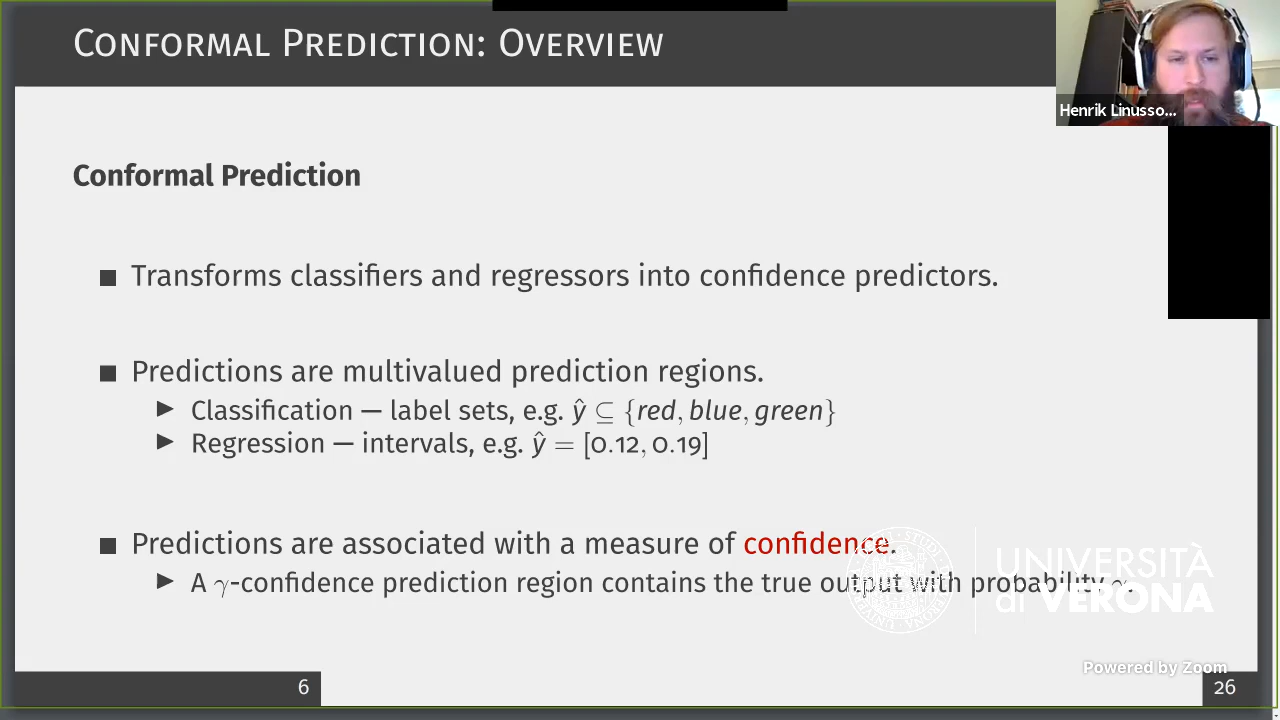 CONFORMAL PREDICTION: OVERVIEW
Henrik Linusso...
Conformal Prediction
■ Transforms classifiers and regressors into confidence predictors.
■ Predictions are multivalued prediction regions.
▶ Classification — label sets, e.g. ŷ ⊆ {red, blue, green}
▶ Regression — intervals, e.g. ŷ = [0.12, 0.19]
■ Predictions are associated with a measure of confidence.
▶ A γ-confidence prediction region contains the true output with probability γ.
UNIVERSITÀ
di VERONA
Powered by Zoom
6
26